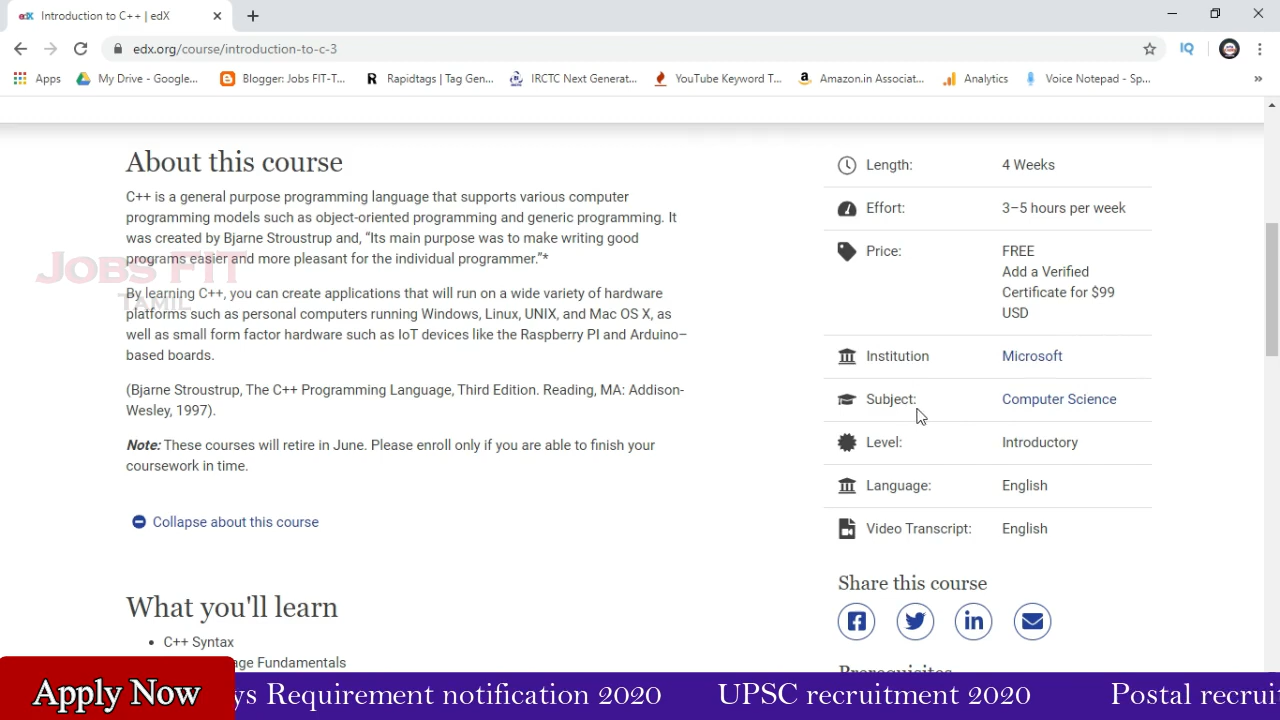 Introduction to C++ | edX
edx.org/course/introduction-to-c-3
Apps
My Drive - Google...
Blogger: Jobs FIT-T...
Rapidtags | Tag Gen...
IRCTC Next Generat...
YouTube Keyword T...
Amazon.in Associat...
Analytics
Voice Notepad - Sp...
About this course
C++ is a general purpose programming language that supports various computer
programming models such as object-oriented programming and generic programming. It
was created by Bjarne Stroustrup and, “Its main purpose was to make writing good
programs easier and more pleasant for the individual programmer.”*
JOBS FIT
TAMIL
By learning C++, you can create applications that will run on a wide variety of hardware
platforms such as personal computers running Windows, Linux, UNIX, and Mac OS X, as
well as small form factor hardware such as IoT devices like the Raspberry PI and Arduino–
based boards.
(Bjarne Stroustrup, The C++ Programming Language, Third Edition. Reading, MA: Addison-
Wesley, 1997).
Note: These courses will retire in June. Please enroll only if you are able to finish your
coursework in time.
Collapse about this course
What you'll learn
C++ Syntax
age Fundamentals
Length: 4 Weeks
Effort: 3–5 hours per week
Price: FREE
Add a Verified
Certificate for $99
USD
Institution Microsoft
Subject: Computer Science
Level: Introductory
Language: English
Video Transcript: English
Share this course
Prerequisites
Apply Now
ys Requirement notification 2020 UPSC recruitment 2020 Postal recrui